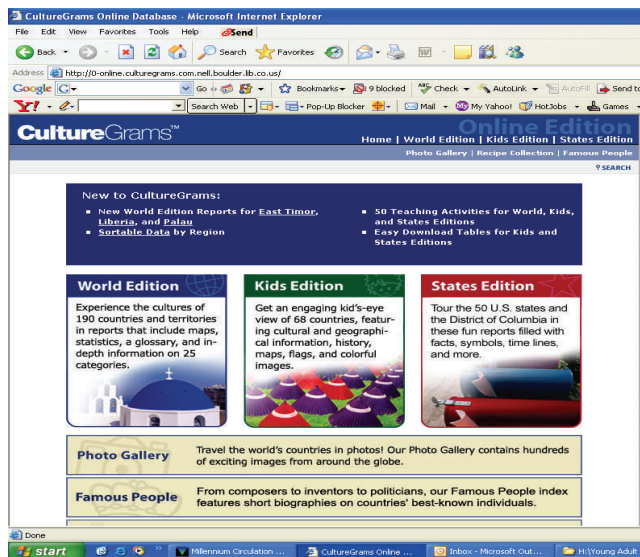 CultureGrams Online Database - Microsoft Internet Explorer
File Edit View Favorites Tools Help Send
Back Search Favorites
Address http://0-online.culturegrams.com.nell.boulder.lib.co.us/
Google G Go Bookmarks 9 blocked Check AutoLink AutoFill Send to
Y! Search Web Pop-Up Blocker Mail My Yahoo! HotJobs Games
CultureGrams™
Online Edition
Home | World Edition | Kids Edition | States Edition
Photo Gallery | Recipe Collection | Famous People
? SEARCH
New to CultureGrams:
New World Edition Reports for East Timor,
Liberia, and Palau
Sortable Data by Region
50 Teaching Activities for World, Kids,
and States Editions
Easy Download Tables for Kids and
States Editions
World Edition
Experience the cultures of
190 countries and territories
in reports that include maps,
statistics, a glossary, and in-
depth information on 25
categories.
Kids Edition
Get an engaging kid's-eye
view of 68 countries, featur-
ing cultural and geographi-
cal information, history,
maps, flags, and colorful
images.
States Edition
Tour the 50 U.S. states and
the District of Columbia in
these fun reports filled with
facts, symbols, time lines,
and more.
Photo Gallery
Travel the world's countries in photos! Our Photo Gallery contains hundreds
of exciting images from around the globe.
Famous People
From composers to inventors to politicians, our Famous People index
features short biographies on countries' best-known individuals.
Done
start Millennium Circulation ... CultureGrams Online ... Inbox - Microsoft Out... H:\Young Adult